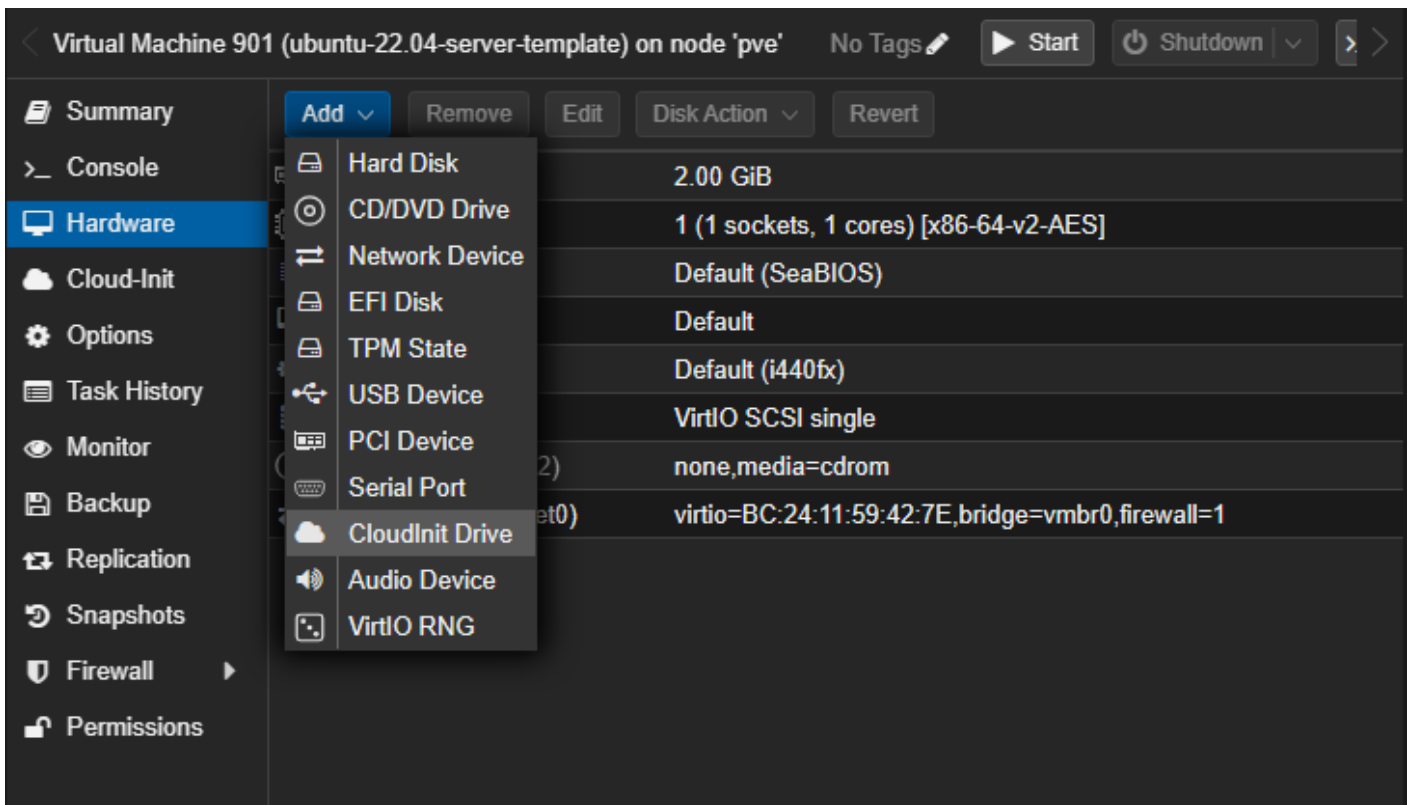 Virtual Machine 901 (ubuntu-22.04-server-template) on node 'pve' No Tags Start Shutdown
Summary
Console
Hardware
Cloud-Init
Options
Task History
Monitor
Backup
Replication
Snapshots
Firewall
Permissions
Add Remove Edit Disk Action Revert
Hard Disk
CD/DVD Drive
Network Device
EFI Disk
TPM State
USB Device
PCI Device
Serial Port
CloudInit Drive
Audio Device
VirtIO RNG
2.00 GiB
1 (1 sockets, 1 cores) [x86-64-v2-AES]
Default (SeaBIOS)
Default
Default (i440fx)
VirtIO SCSI single
2) none,media=cdrom
et0) virtio=BC:24:11:59:42:7E,bridge=vmbr0,firewall=1